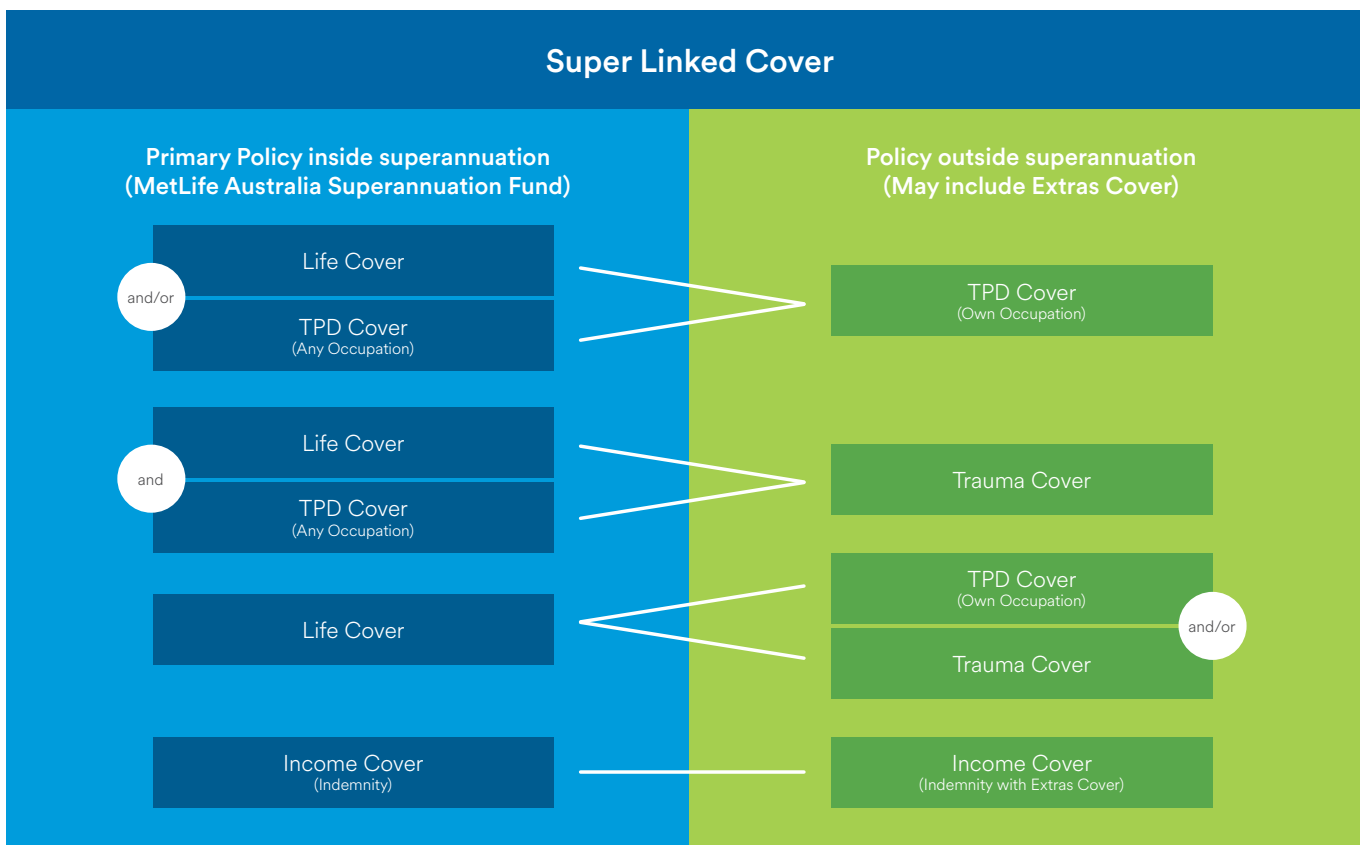 Super Linked Cover
Primary Policy inside superannuation
(MetLife Australia Superannuation Fund)
Life Cover
and/or
TPD Cover
(Any Occupation)
Life Cover
and
TPD Cover
(Any Occupation)
Life Cover
Income Cover
(Indemnity)
Policy outside superannuation
(May include Extras Cover)
TPD Cover
(Own Occupation)
Trauma Cover
TPD Cover
(Own Occupation)
and/or
Trauma Cover
Income Cover
(Indemnity with Extras Cover)